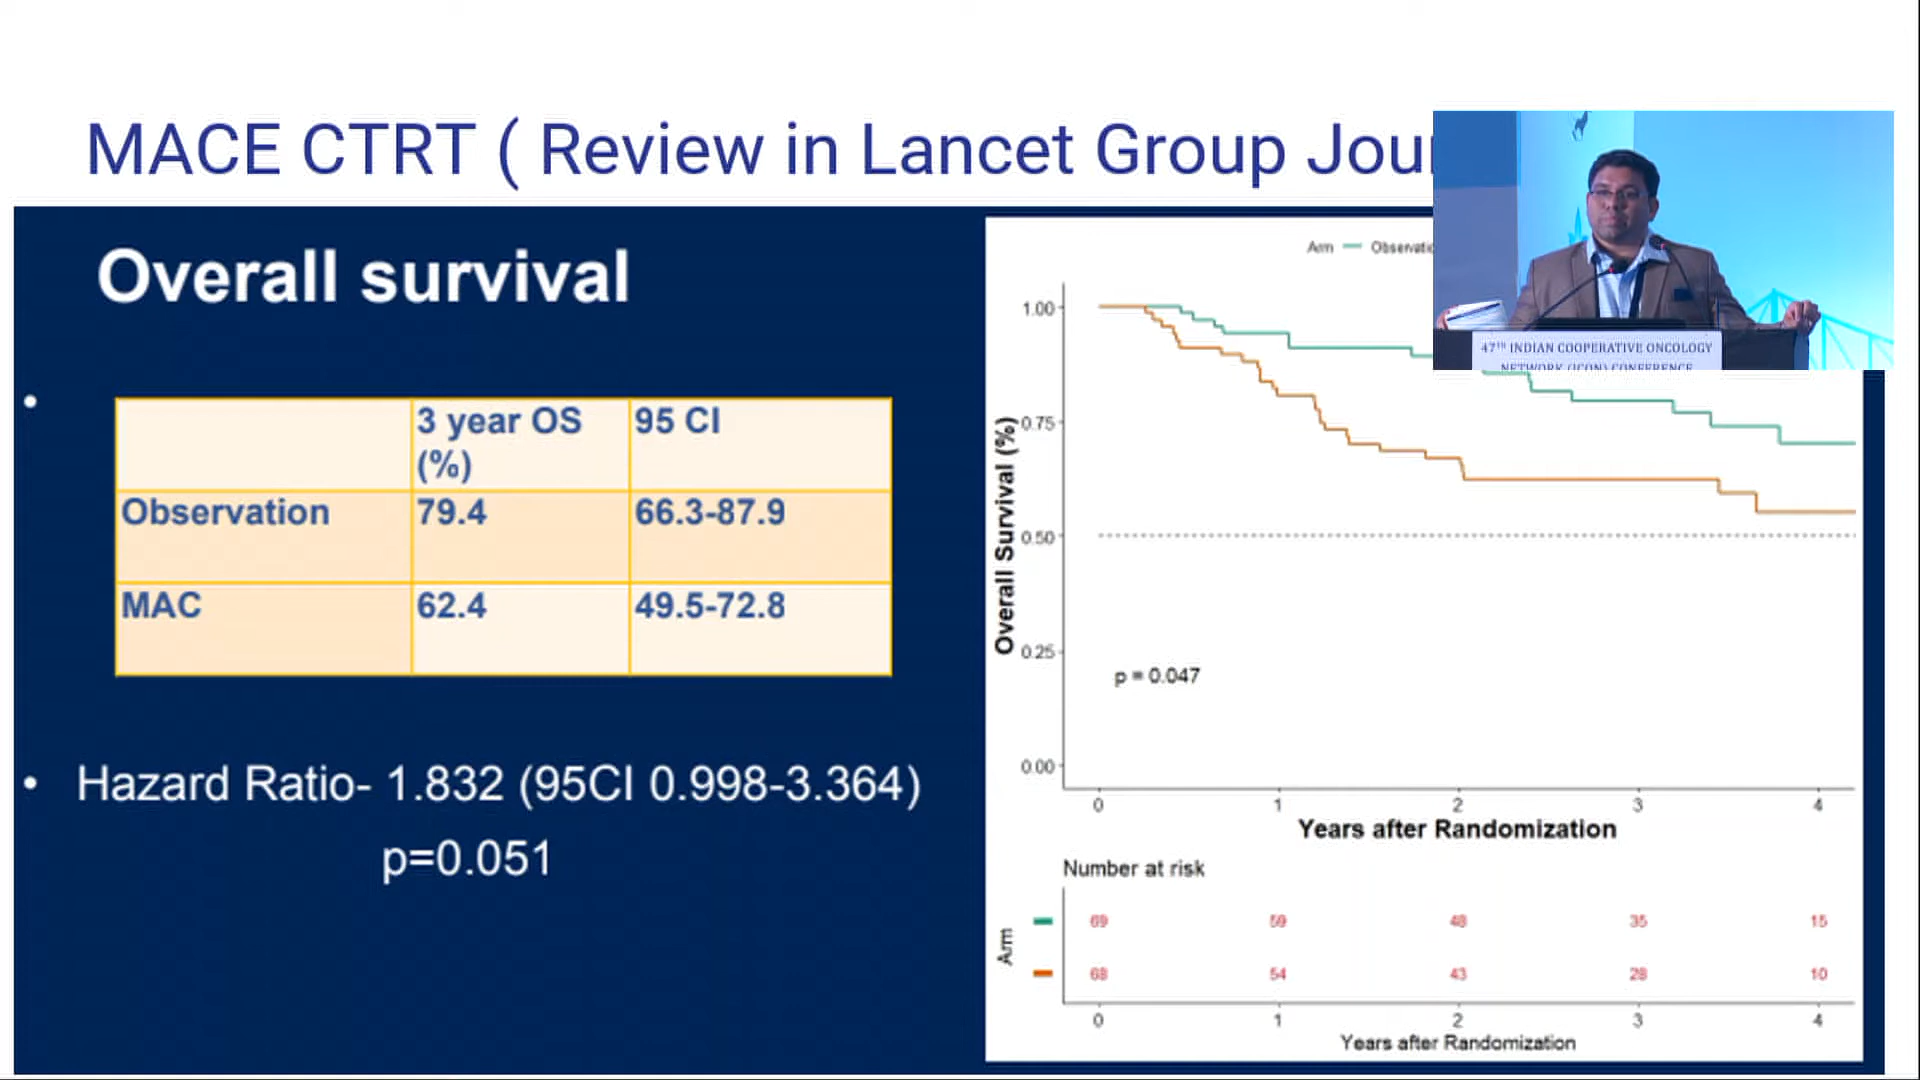 MACE CTRT ( Review in Lancet Group Jour
Overall survival
3 year OS (%)
95 CI
Observation
79.4
66.3-87.9
MAC
62.4
49.5-72.8
• Hazard Ratio- 1.832 (95CI 0.998-3.364)
p=0.051
Arm
Observatio
Overall Survival (%)
1.00
0.75
0.50
0.25
0.00
p = 0.047
0 1 2 3 4
Years after Randomization
Number at risk
Arm
69 59 48 35 15
68 54 43 28 10
0 1 2 3 4
Years after Randomization
47TH INDIAN COOPERATIVE ONCOLOGY
NETWORK (ICON) CONFERENCE